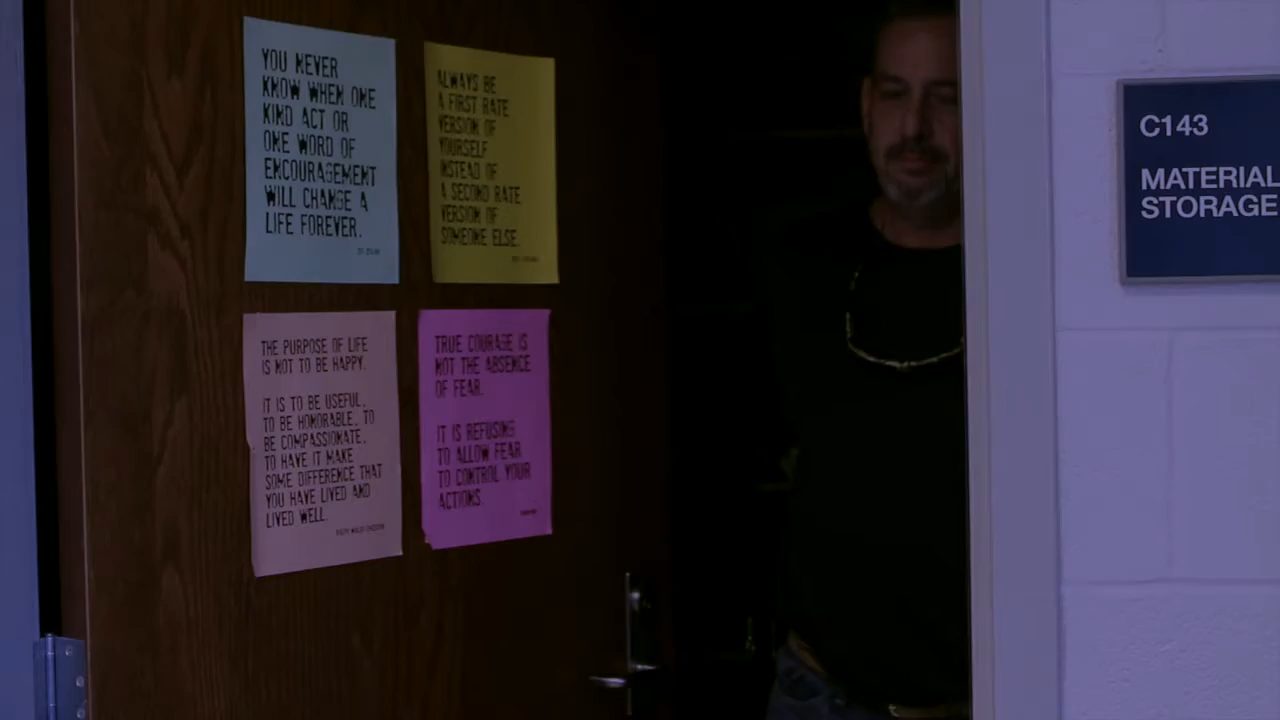 YOU NEVER
KNOW WHEN ONE
KIND ACT OR
ONE WORD OF
ENCOURAGEMENT
WILL CHANGE A
LIFE FOREVER.
ALWAYS BE
A FIRST RATE
VERSION OF
YOURSELF
INSTEAD OF
A SECOND RATE
VERSION OF
SOMEONE ELSE.
THE PURPOSE OF LIFE
IS NOT TO BE HAPPY.
IT IS TO BE USEFUL,
TO BE HONORABLE, TO
BE COMPASSIONATE,
TO HAVE IT MAKE
SOME DIFFERENCE THAT
YOU HAVE LIVED AND
LIVED WELL.
RALPH WALDO EMERSON
TRUE COURAGE IS
NOT THE ABSENCE
OF FEAR.
IT IS REFUSING
TO ALLOW FEAR
TO CONTROL YOUR
ACTIONS.
C143
MATERIAL
STORAGE